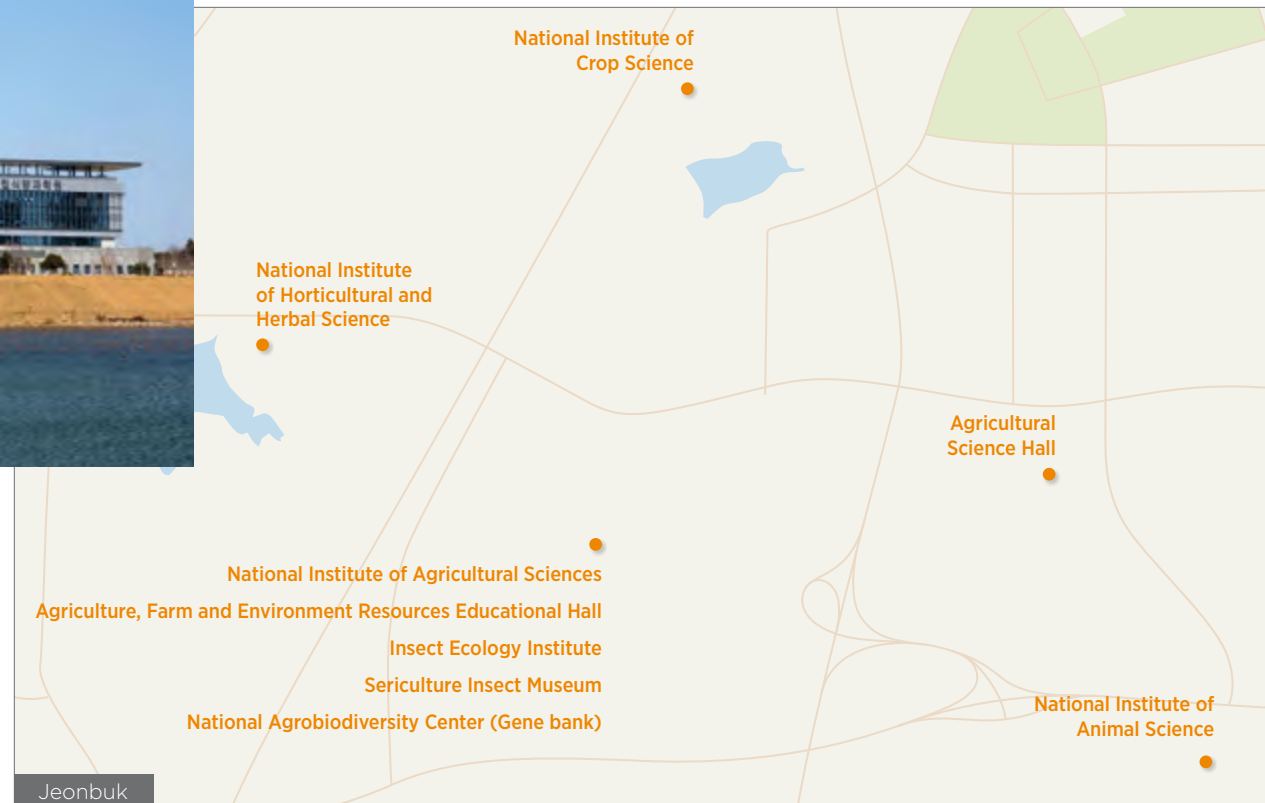 National Institute of
Crop Science
National Institute
of Horticultural and
Herbal Science
Agricultural
Science Hall
National Institute of Agricultural Sciences
Agriculture, Farm and Environment Resources Educational Hall
Insect Ecology Institute
Sericulture Insect Museum
National Agrobiodiversity Center (Gene bank)
National Institute of
Animal Science
Jeonbuk